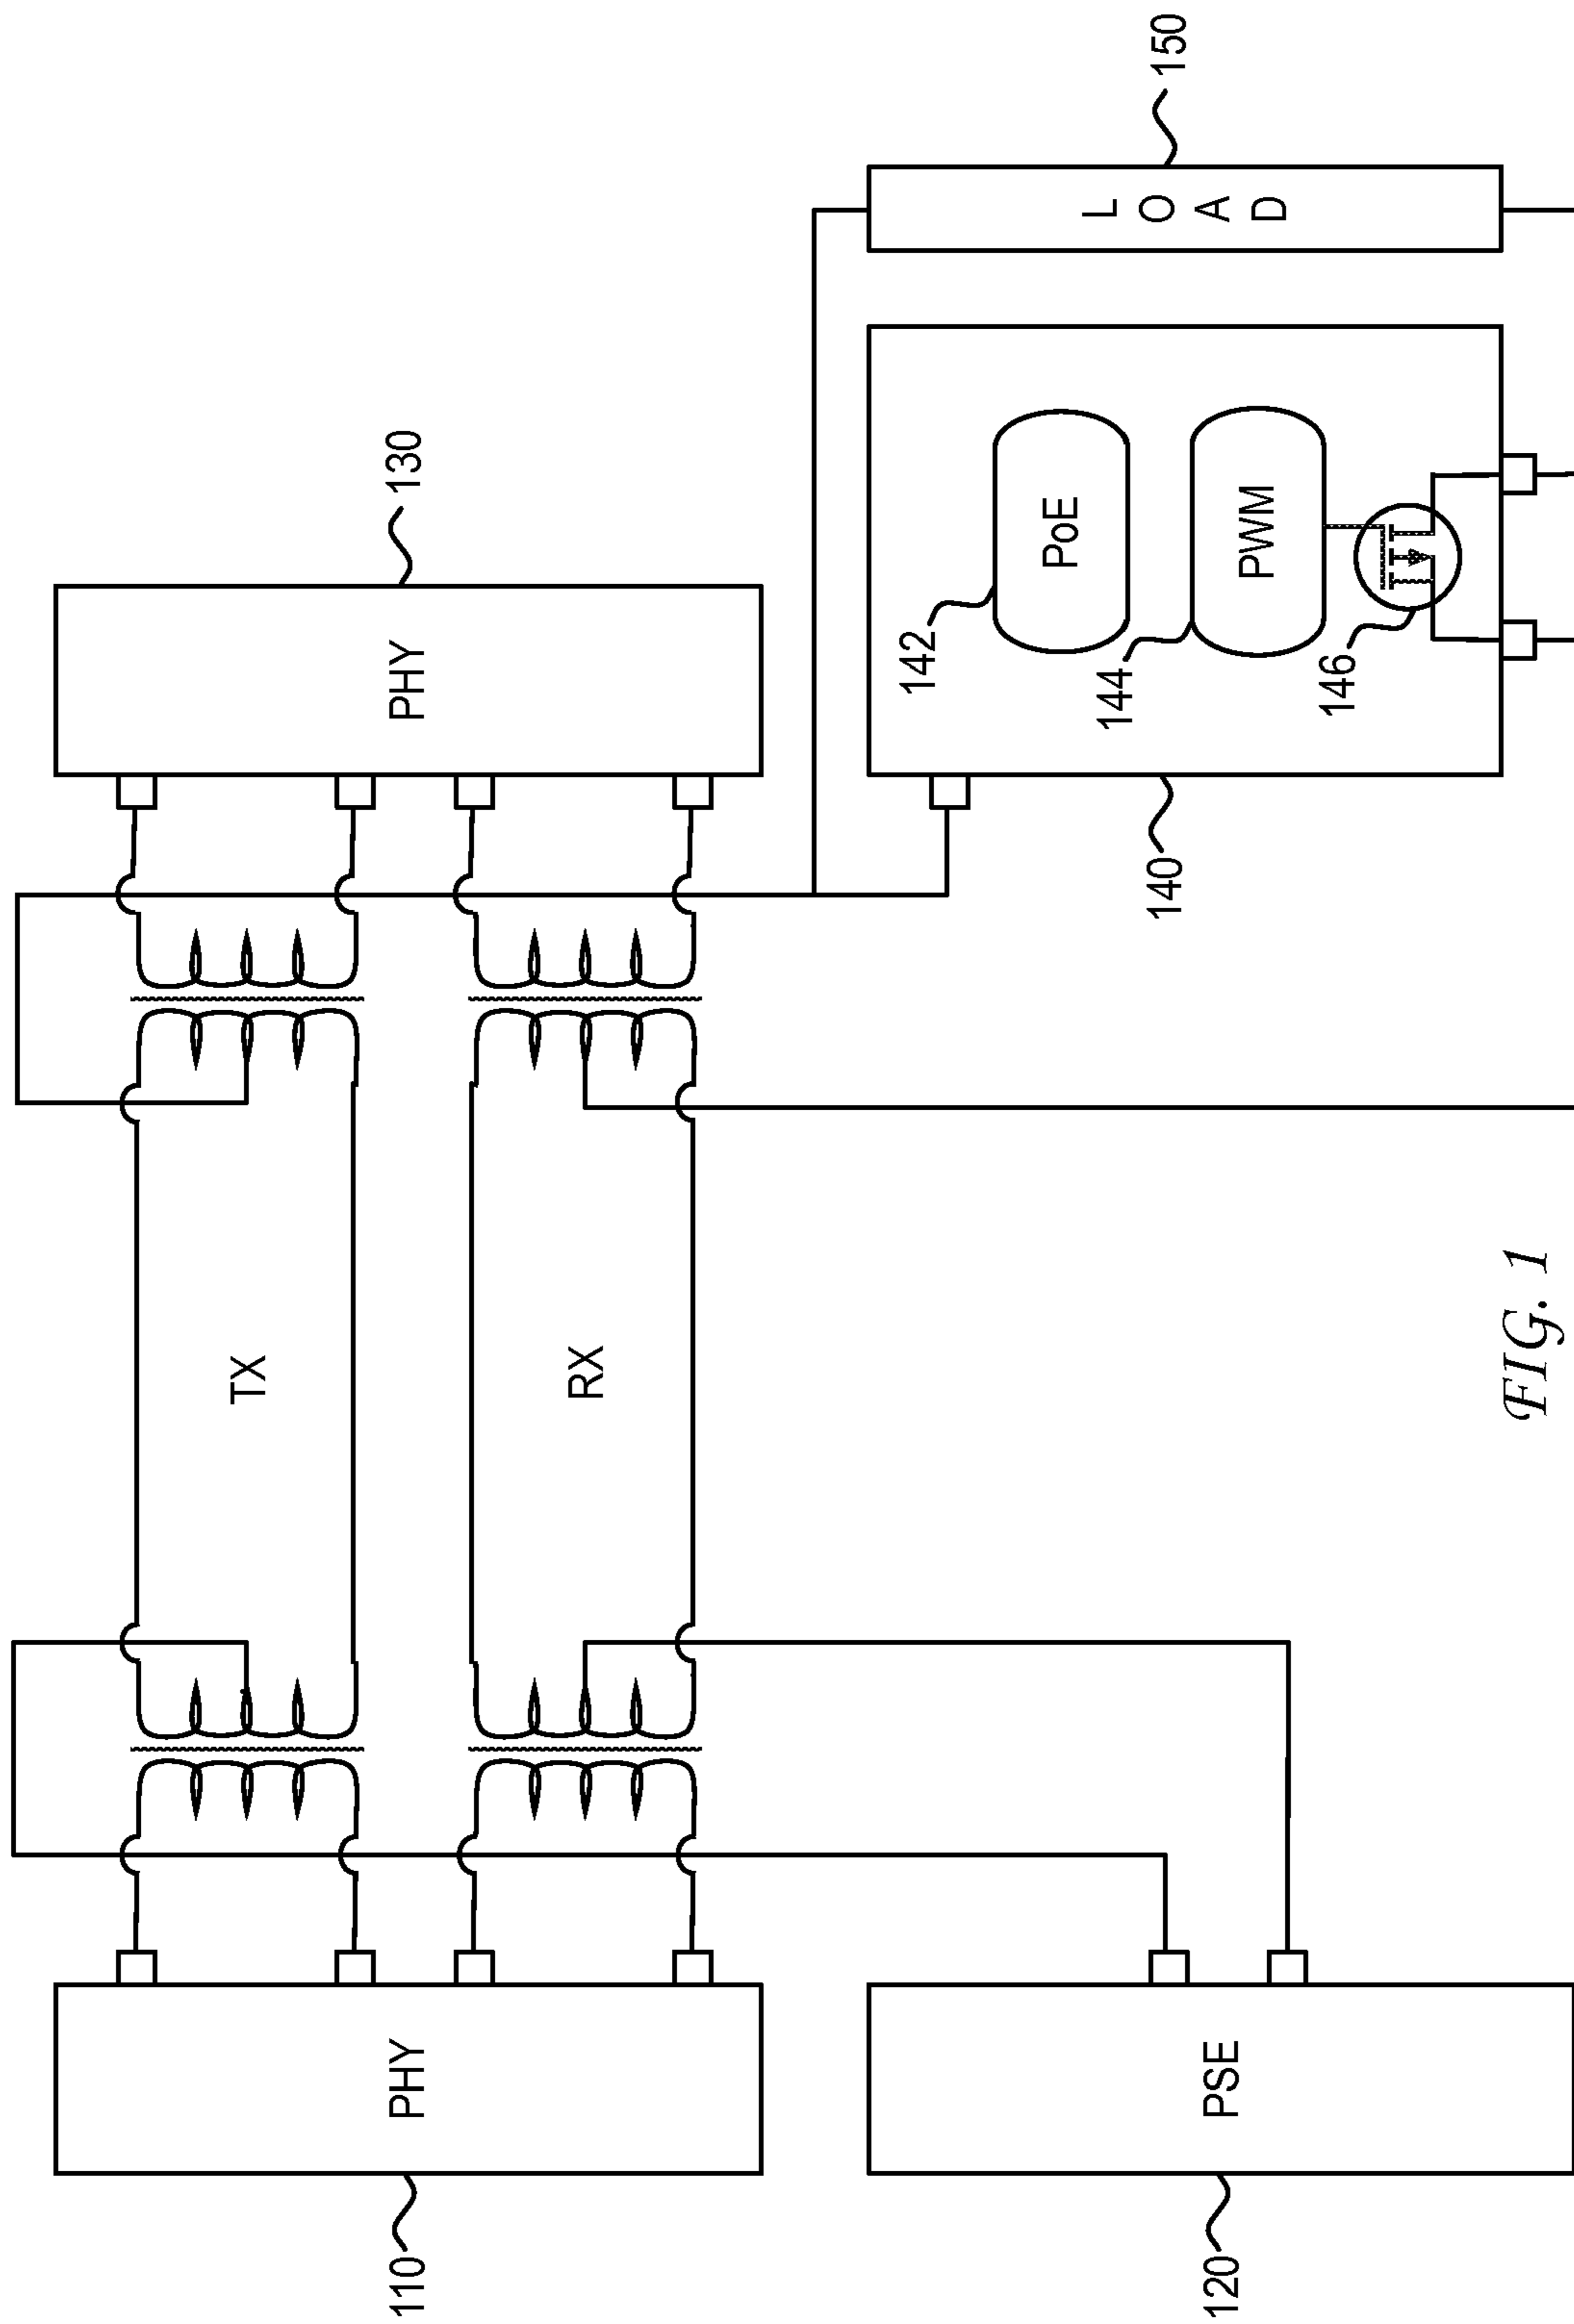 110
PHY
TX
RX
PHY
130
120
PSE
140
142
PoE
144
PWM
146
LOAD
150
FIG. 1